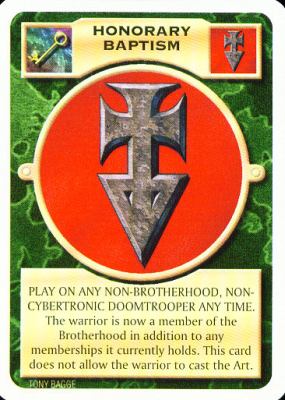 HONORARY
BAPTISM
PLAY ON ANY NON-BROTHERHOOD, NON-
CYBERTRONIC DOOMTROOPER ANY TIME.
The warrior is now a member of the
Brotherhood in addition to any
memberships it currently holds. This card
does not allow the warrior to cast the Art.
TONY BAGGE